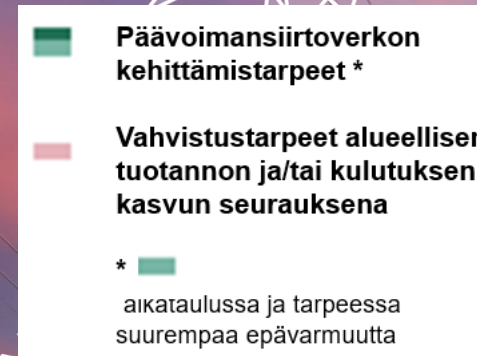 Päävoimansiirtoverkon
kehittämistarpeet *
Vahvistustarpeet alueellisen
tuotannon ja/tai kulutuksen
kasvun seurauksena
*
aikataulussa ja tarpeessa
suurempaa epävarmuutta